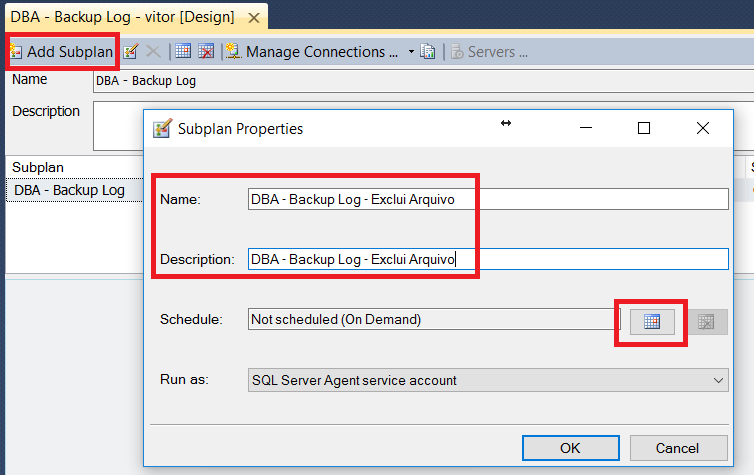 DBA - Backup Log - vitor [Design]
Add Subplan
Manage Connections ...
Servers ...
Name
DBA - Backup Log
Description
Subplan
DBA - Backup Log
Subplan Properties
Name:
DBA - Backup Log - Exclui Arquivo
Description:
DBA - Backup Log - Exclui Arquivo
Schedule:
Not scheduled (On Demand)
Run as:
SQL Server Agent service account
OK
Cancel